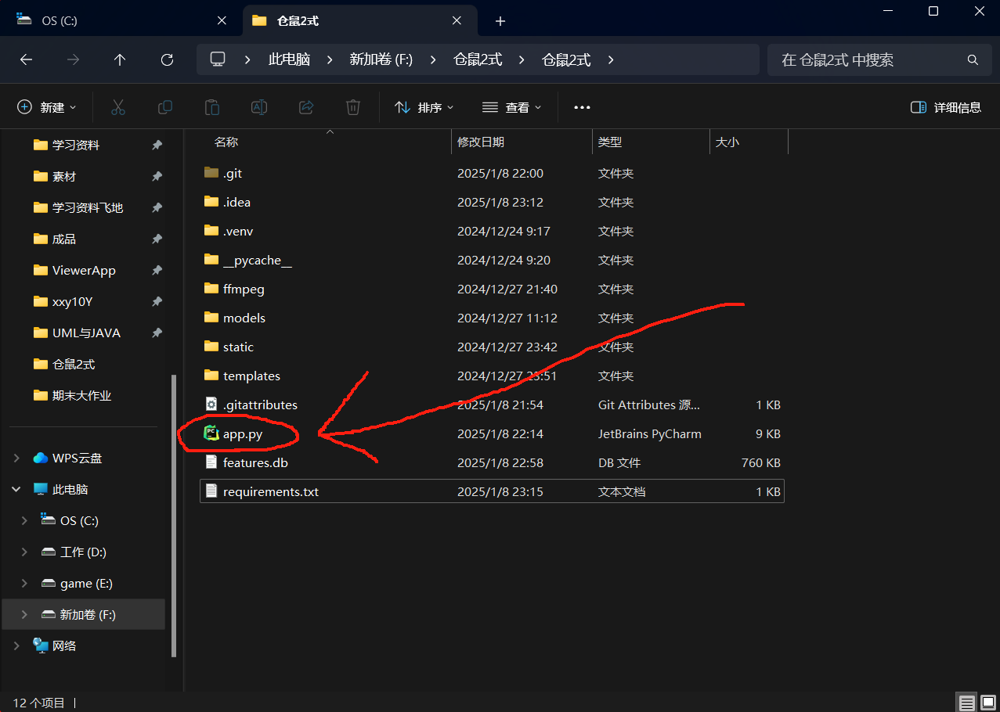 OS (C:)
仓鼠2式
此电脑
新加卷 (F:)
仓鼠2式
仓鼠2式
在 仓鼠2式 中搜索
新建
排序
查看
详细信息
学习资料
素材
学习资料飞地
成品
ViewerApp
xxy10Y
UML与JAVA
仓鼠2式
期末大作业
WPS云盘
此电脑
OS (C:)
工作 (D:)
game (E:)
新加卷 (F:)
网络
名称 修改日期 类型 大小
.git 2025/1/8 22:00 文件夹
.idea 2025/1/8 23:12 文件夹
.venv 2024/12/24 9:17 文件夹
__pycache__ 2024/12/24 9:20 文件夹
ffmpeg 2024/12/27 21:40 文件夹
models 2024/12/27 11:12 文件夹
static 2024/12/27 23:42 文件夹
templates 2024/12/27 23:51 文件夹
.gitattributes 2025/1/8 21:54 Git Attributes 源... 1 KB
app.py 2025/1/8 22:14 JetBrains PyCharm 9 KB
features.db 2025/1/8 22:58 DB 文件 760 KB
requirements.txt 2025/1/8 23:15 文本文档 1 KB
12 个项目